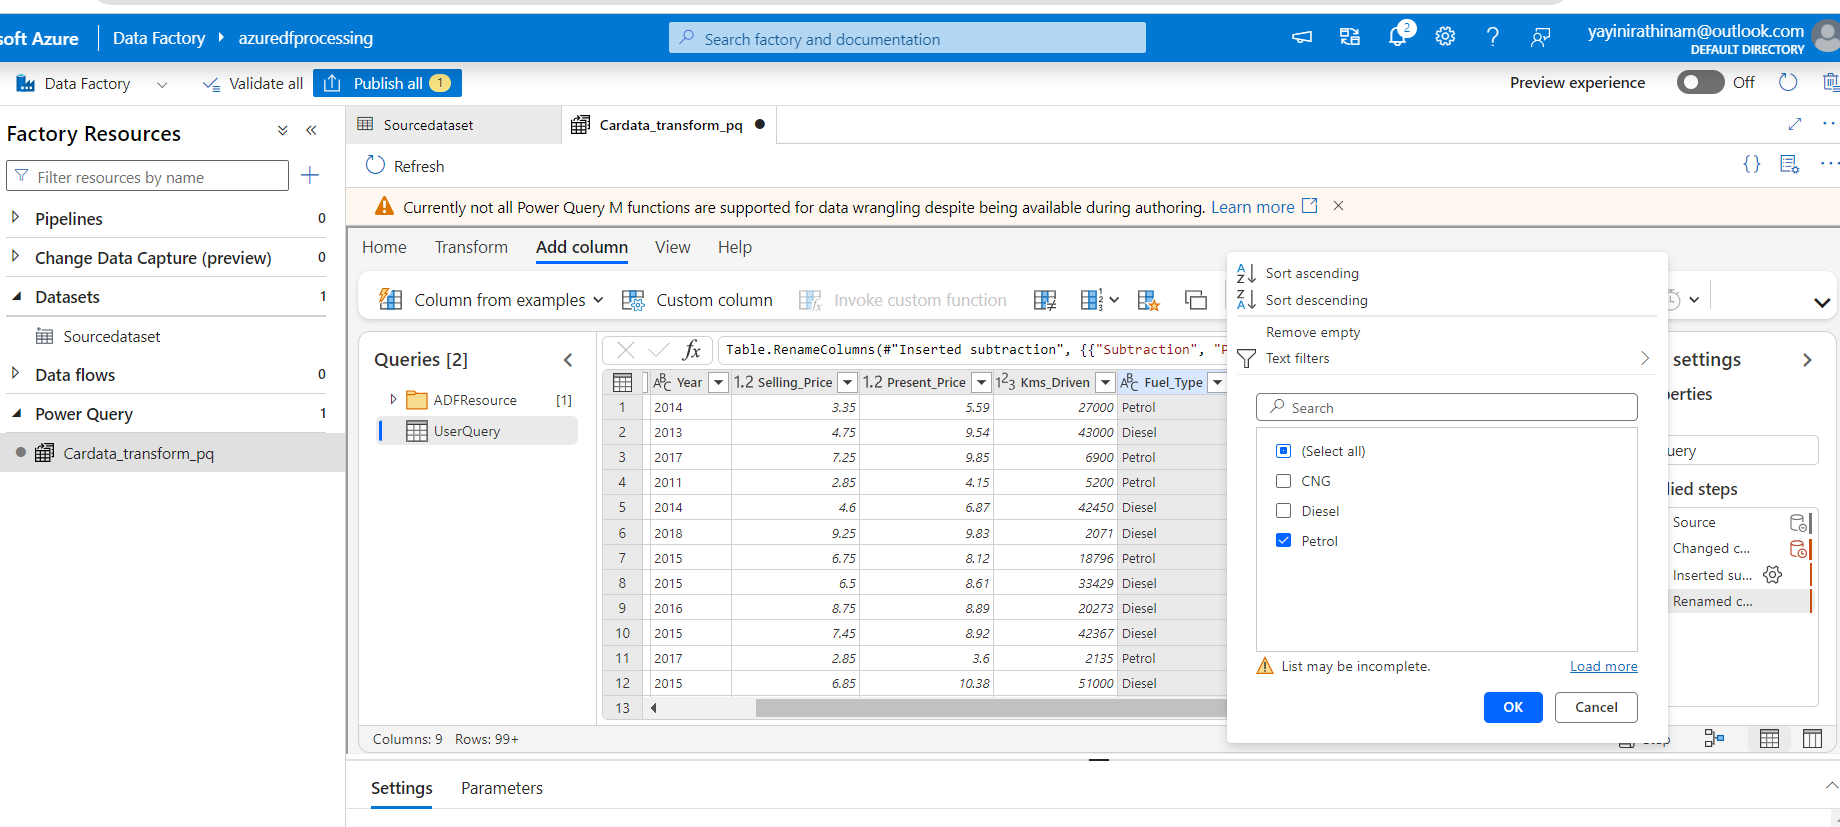 soft Azure
Data Factory
azuredfprocessing
Search factory and documentation
2
yayinirathinam@outlook.com
DEFAULT DIRECTORY
Data Factory
Validate all
Publish all 1
Preview experience
Off
Factory Resources
Filter resources by name
Pipelines 0
Change Data Capture (preview) 0
Datasets 1
Sourcedataset
Data flows 0
Power Query 1
Cardata_transform_pq
Sourcedataset
Cardata_transform_pq
Refresh
Currently not all Power Query M functions are supported for data wrangling despite being available during authoring. Learn more
Home Transform Add column View Help
Column from examples
Custom column
Invoke custom function
Queries [2]
ADFResource [1]
UserQuery
fx
Table.RenameColumns(#"Inserted subtraction", {{"Subtraction", "P
ABC Year 1.2 Selling_Price 1.2 Present_Price 123 Kms_Driven ABC Fuel_Type
1 2014 3.35 5.59 27000 Petrol
2 2013 4.75 9.54 43000 Diesel
3 2017 7.25 9.85 6900 Petrol
4 2011 2.85 4.15 5200 Petrol
5 2014 4.6 6.87 42450 Diesel
6 2018 9.25 9.83 2071 Diesel
7 2015 6.75 8.12 18796 Petrol
8 2015 6.5 8.61 33429 Diesel
9 2016 8.75 8.89 20273 Diesel
10 2015 7.45 8.92 42367 Diesel
11 2017 2.85 3.6 2135 Petrol
12 2015 6.85 10.38 51000 Diesel
13
Columns: 9 Rows: 99+
Sort ascending
Sort descending
Remove empty
Text filters
Search
(Select all)
CNG
Diesel
Petrol
List may be incomplete.
Load more
OK
Cancel
settings
perties
uery
lied steps
Source
Changed c...
Inserted su...
Renamed c...
Settings
Parameters